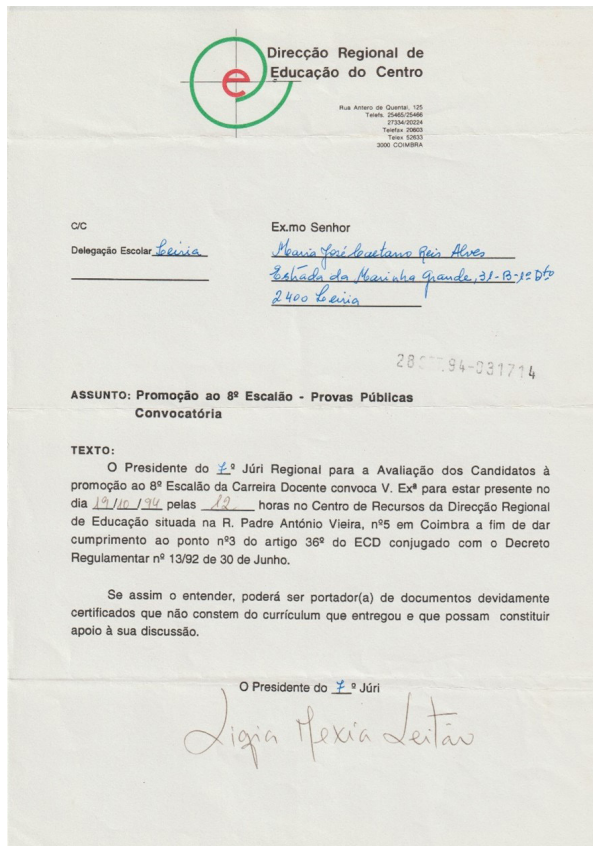 Direcção Regional de
Educação do Centro
e
Rua Antero de Quental, 125
Telefs. 25465/25466
27334/20224
Telefax 20603
Telex 52633
3000 COIMBRA
C/C
Ex.mo Senhor
Delegação Escolar Leiria
Maria José Caetano Reis Alves
Estrada da Marinha Grande, 31-B-1º Dto
2400 Leiria
94-031714
ASSUNTO: Promoção ao 8º Escalão - Provas Públicas
Convocatória
TEXTO:
O Presidente do 7º Júri Regional para a Avaliação dos Candidatos à
promoção ao 8º Escalão da Carreira Docente convoca V. Exª para estar presente no
dia 19/10/94 pelas 12 horas no Centro de Recursos da Direcção Regional
de Educação situada na R. Padre António Vieira, nº5 em Coimbra a fim de dar
cumprimento ao ponto nº3 do artigo 36º do ECD conjugado com o Decreto
Regulamentar nº 13/92 de 30 de Junho.
Se assim o entender, poderá ser portador(a) de documentos devidamente
certificados que não constem do currículum que entregou e que possam constituir
apoio à sua discussão.
O Presidente do 7º Júri
Ligia Mexia Leitão